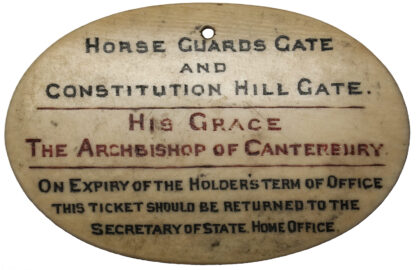 HORSE GUARDS GATE
AND
CONSTITUTION HILL GATE.
HIS GRACE
THE ARCHBISHOP OF CANTERBURY.
ON EXPIRY OF THE HOLDER'S TERM OF OFFICE
THIS TICKET SHOULD BE RETURNED TO THE
SECRETARY OF STATE, HOME OFFICE.